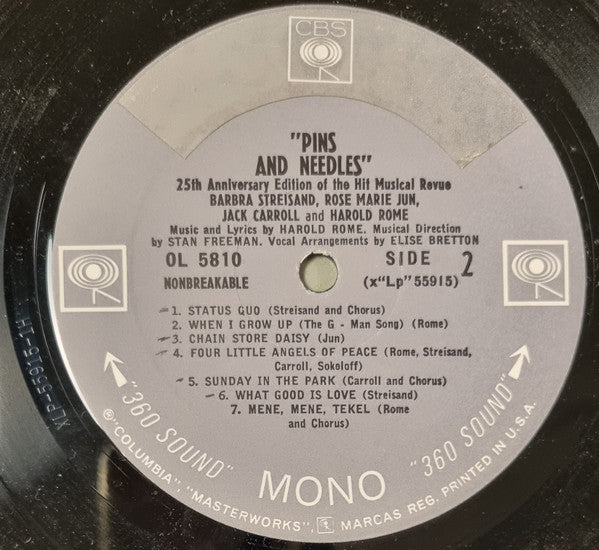 CBS
"PINS
AND NEEDLES"
25th Anniversary Edition of the Hit Musical Revue
BARBRA STREISAND, ROSE MARIE JUN,
JACK CARROLL and HAROLD ROME
Music and Lyrics by HAROLD ROME. Musical Direction
by STAN FREEMAN. Vocal Arrangements by ELISE BRETTON
OL 5810
SIDE 2
NONBREAKABLE
(x"Lp"55915)
1. STATUS QUO (Streisand and Chorus)
2. WHEN I GROW UP (The G - Man Song) (Rome)
3. CHAIN STORE DAISY (Jun)
4. FOUR LITTLE ANGELS OF PEACE (Rome, Streisand,
Carroll, Sokoloff)
5. SUNDAY IN THE PARK (Carroll and Chorus)
6. WHAT GOOD IS LOVE (Streisand)
7. MENE, MENE, TEKEL (Rome
and Chorus)
"360 SOUND"
MONO
"360 SOUND"
® "COLUMBIA", "MASTERWORKS", MARCAS REG. PRINTED IN U.S.A.
XLP-55915-1H